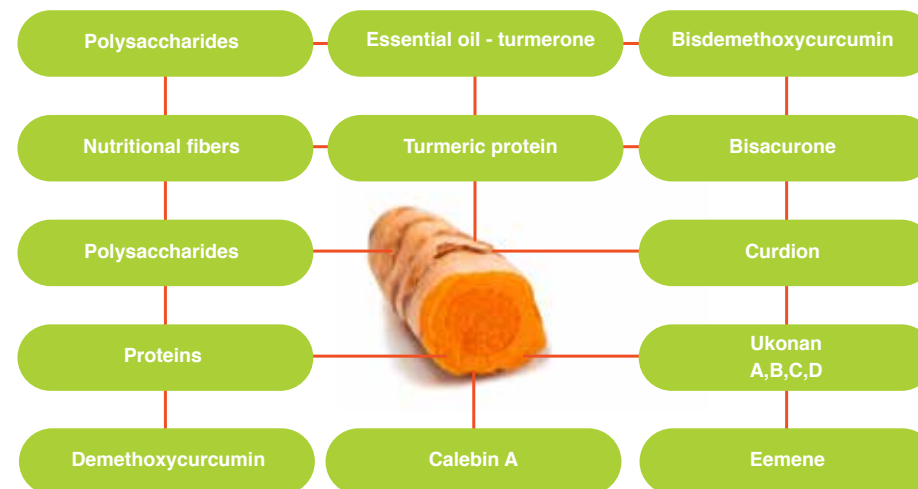 Polysaccharides
Essential oil - turmerone
Bisdemethoxycurcumin
Nutritional fibers
Turmeric protein
Bisacurone
Polysaccharides
Curdion
Proteins
Ukonan
A,B,C,D
Demethoxycurcumin
Calebin A
Eemene